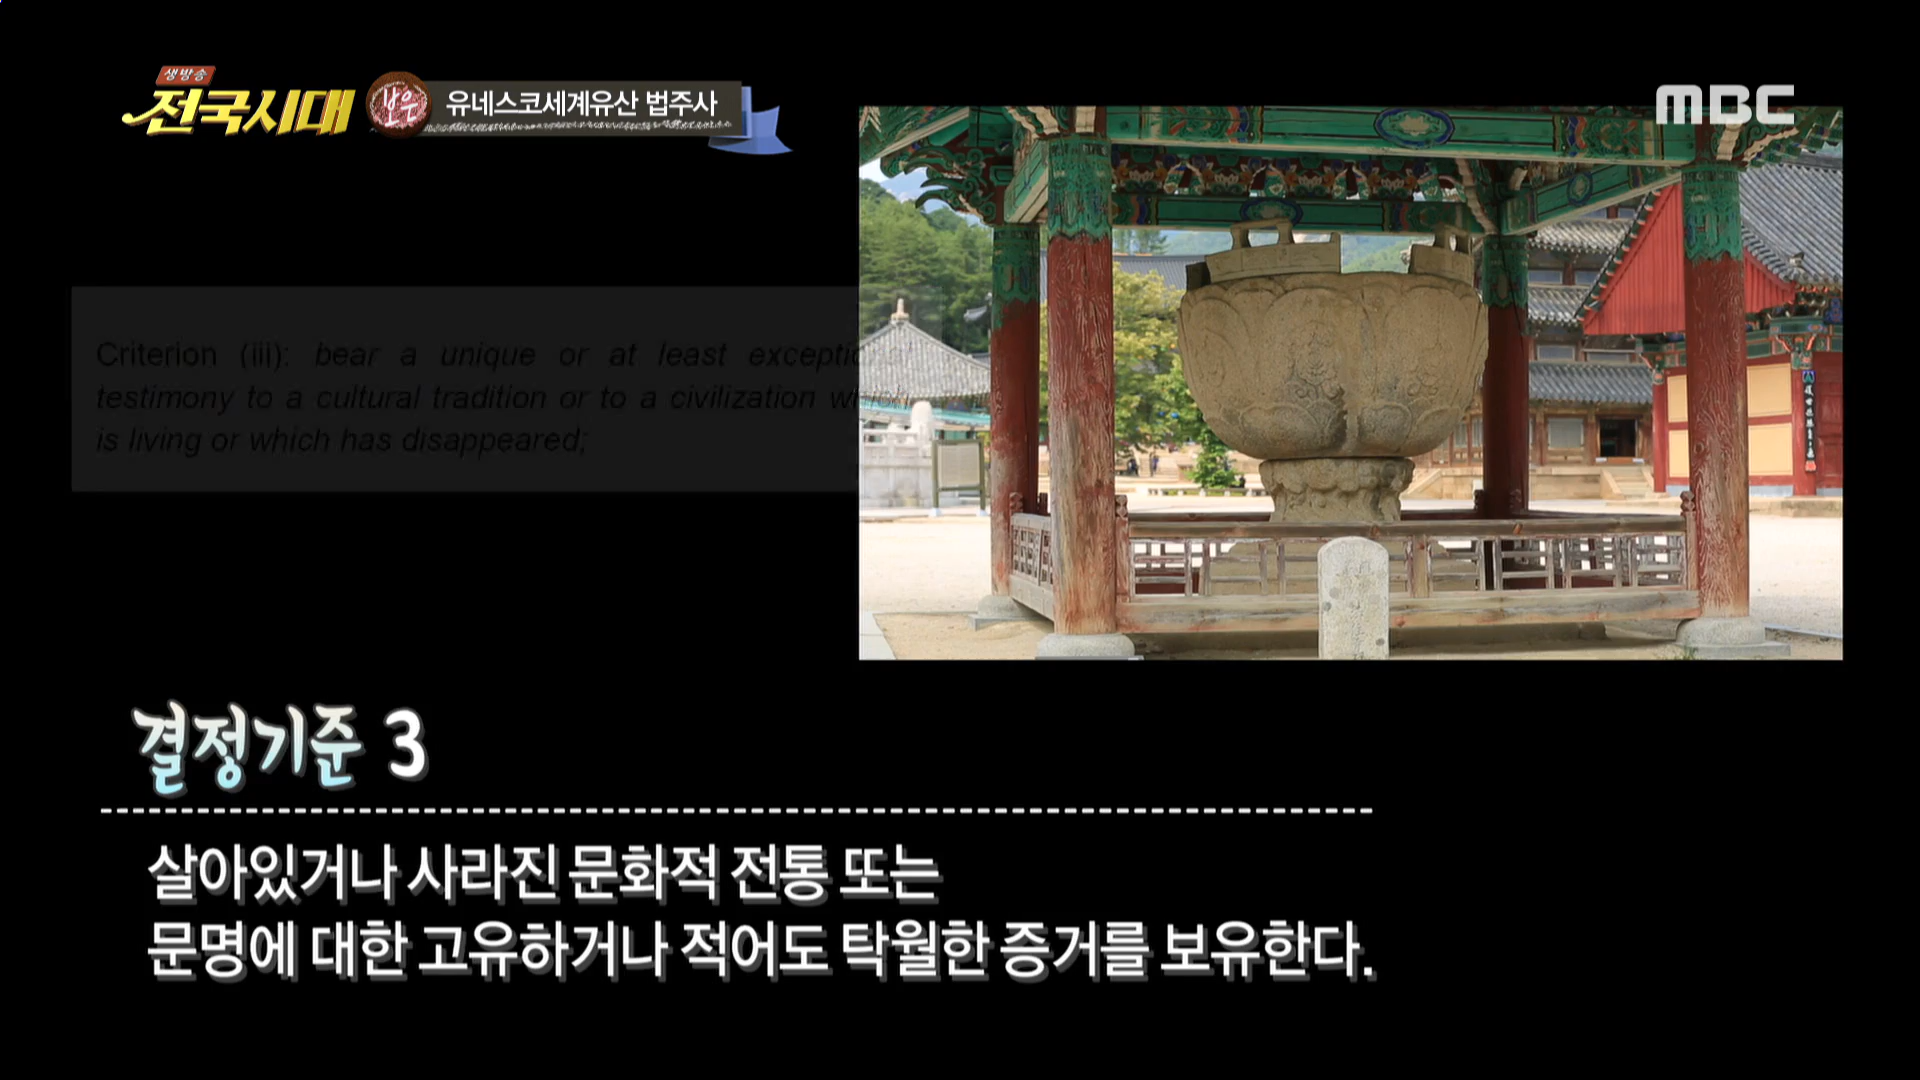 생방송
전국시대
보은
유네스코세계유산 법주사
MBC
Criterion (iii): bear a unique or at least exceptional
testimony to a cultural tradition or to a civilization which
is living or which has disappeared;
결정기준 3
살아있거나 사라진 문화적 전통 또는
문명에 대한 고유하거나 적어도 탁월한 증거를 보유한다.